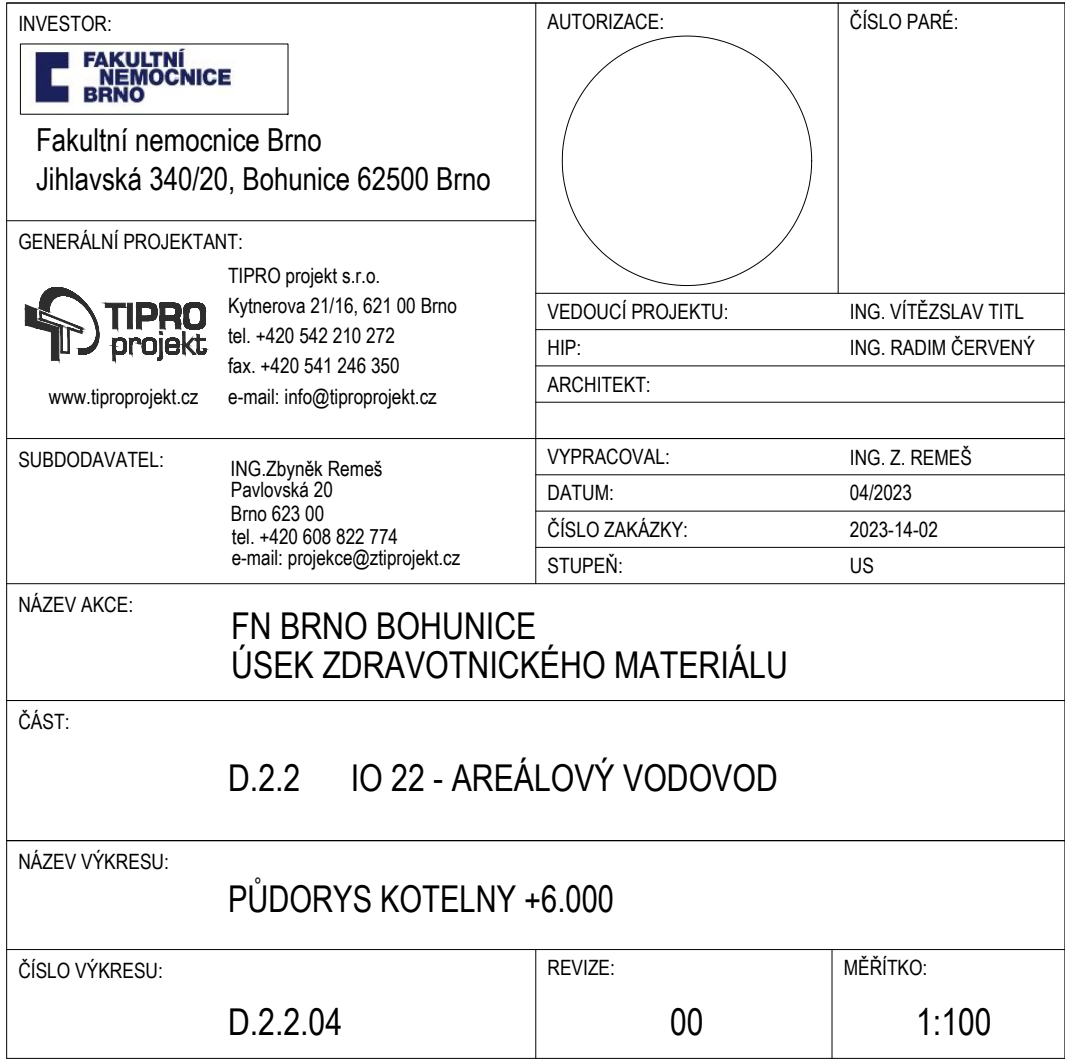 INVESTOR:
FAKULTNÍ
NEMOCNICE
BRNO
Fakultní nemocnice Brno
Jihlavská 340/20, Bohunice 62500 Brno
AUTORIZACE:
ČÍSLO PARÉ:
GENERÁLNÍ PROJEKTANT:
TIPRO
projekt
www.tiproprojekt.cz
TIPRO projekt s.r.o.
Kytnerova 21/16, 621 00 Brno
tel. +420 542 210 272
fax. +420 541 246 350
e-mail: info@tiproprojekt.cz
VEDOUCÍ PROJEKTU: ING. VÍTĚZSLAV TITL
HIP: ING. RADIM ČERVENÝ
ARCHITEKT:
SUBDODAVATEL:
ING.Zbyněk Remeš
Pavlovská 20
Brno 623 00
tel. +420 608 822 774
e-mail: projekce@ztiprojekt.cz
VYPRACOVAL: ING. Z. REMEŠ
DATUM: 04/2023
ČÍSLO ZAKÁZKY: 2023-14-02
STUPEŇ: US
NÁZEV AKCE:
FN BRNO BOHUNICE
ÚSEK ZDRAVOTNICKÉHO MATERIÁLU
ČÁST:
D.2.2 IO 22 - AREÁLOVÝ VODOVOD
NÁZEV VÝKRESU:
PŮDORYS KOTELNY +6.000
ČÍSLO VÝKRESU:
D.2.2.04
REVIZE:
00
MĚŘÍTKO:
1:100